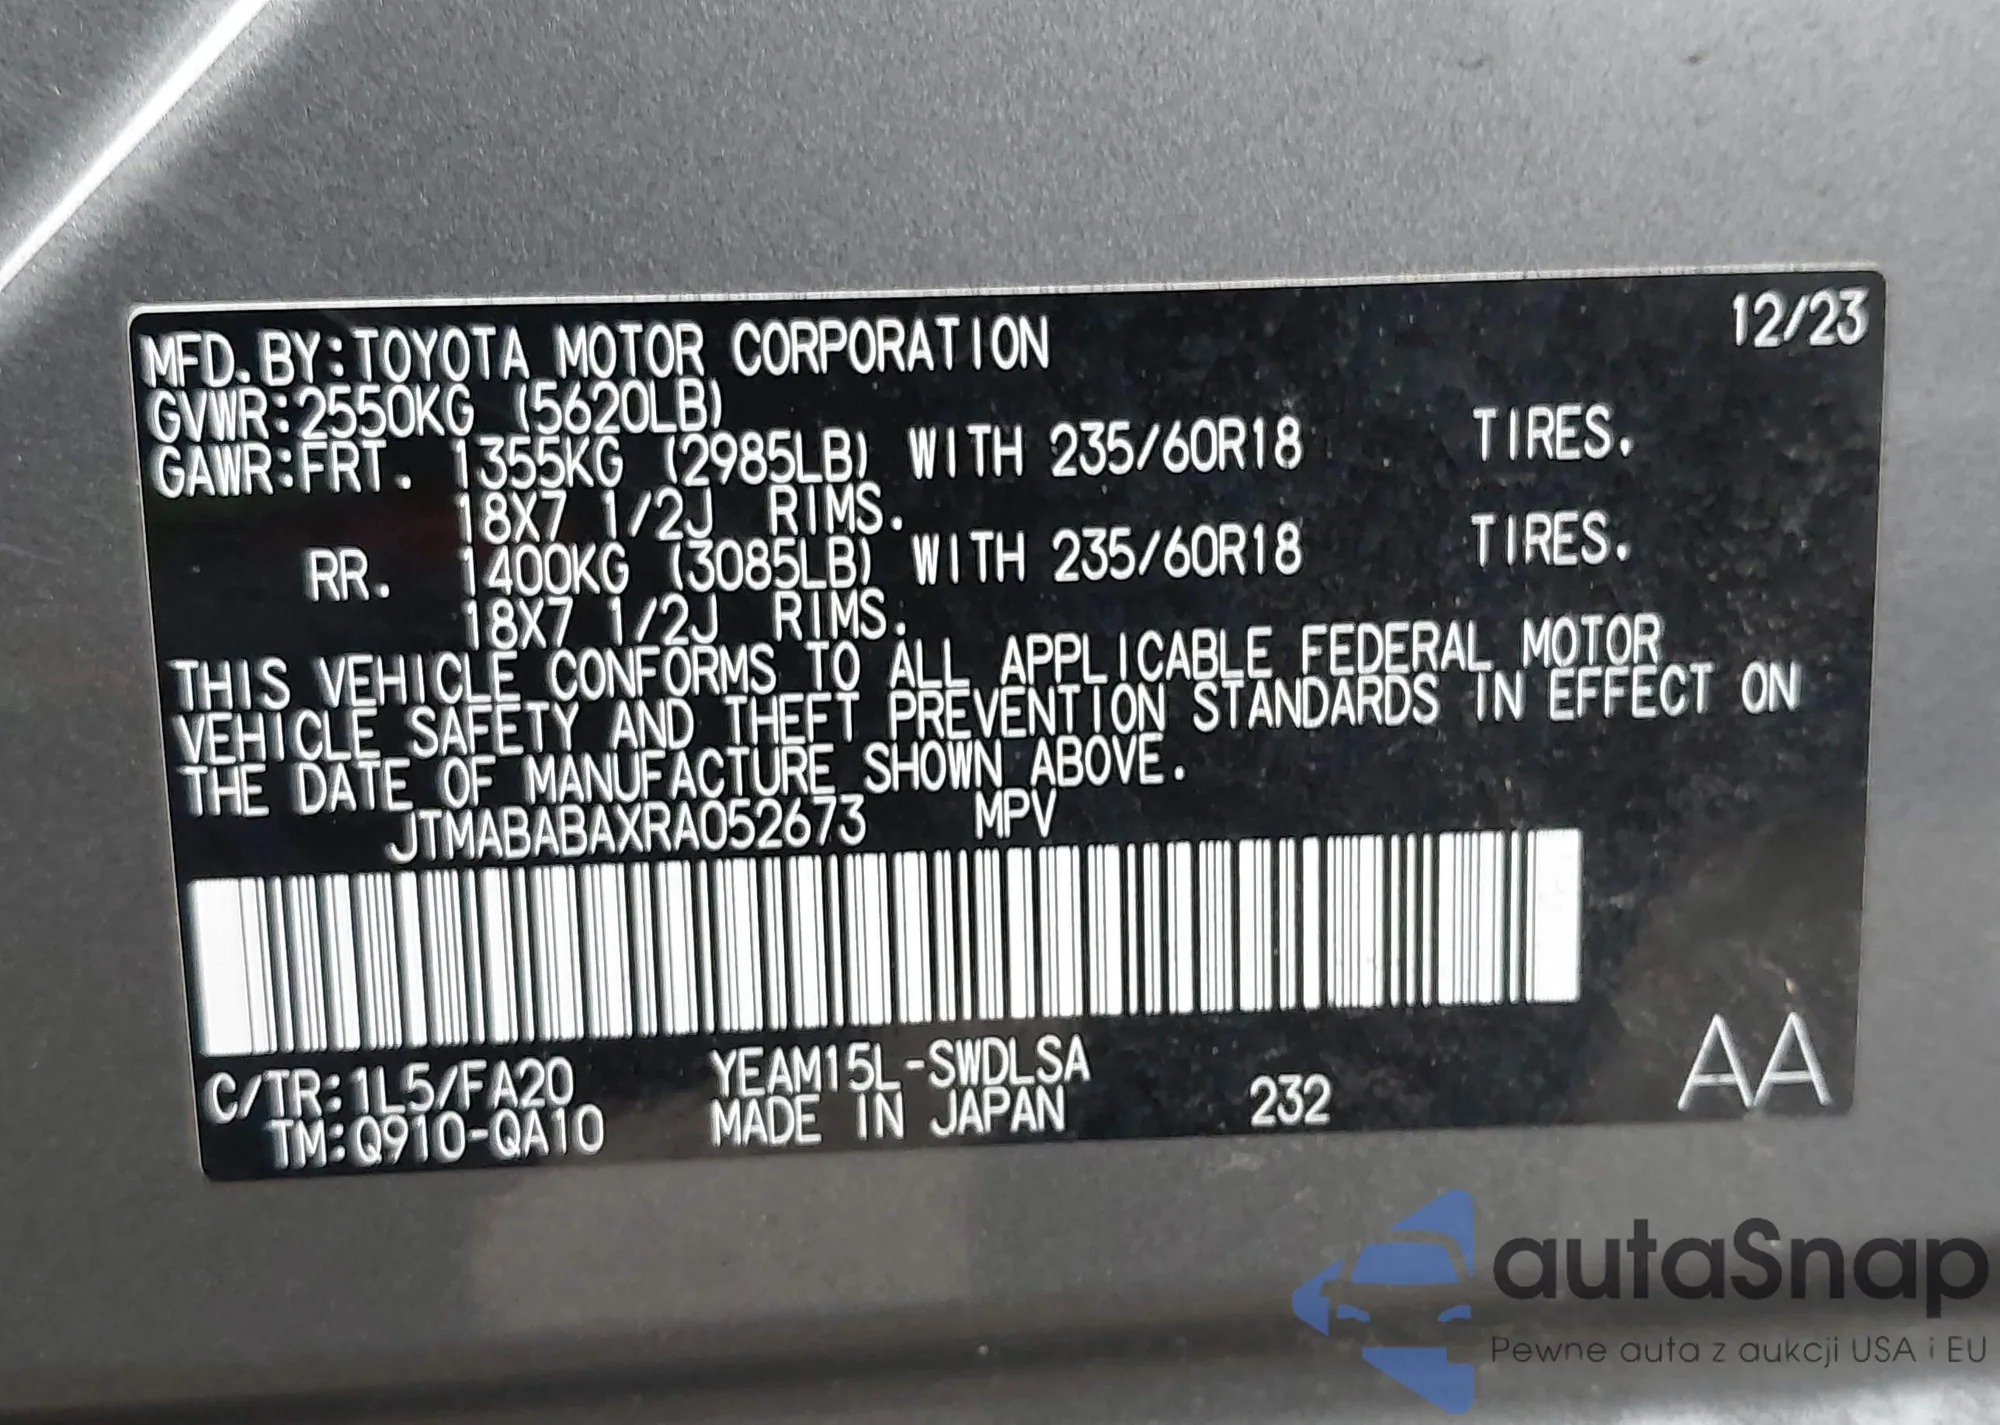 12/23
MFD.BY:TOYOTA MOTOR CORPORATION
GVWR:2550KG (5620LB)
GAWR:FRT. 1355KG (2985LB) WITH 235/60R18 TIRES.
18X7 1/2J RIMS.
RR. 1400KG (3085LB) WITH 235/60R18 TIRES.
18X7 1/2J RIMS.
THIS VEHICLE CONFORMS TO ALL APPLICABLE FEDERAL MOTOR
VEHICLE SAFETY AND THEFT PREVENTION STANDARDS IN EFFECT ON
THE DATE OF MANUFACTURE SHOWN ABOVE.
JTMABABAXRA052673 MPV
C/TR:1L5/FA20 YEAM15L-SWDLSA
TM:Q910-QA10 MADE IN JAPAN 232 AA
autaSnap
Pewne auta z aukcji USA i EU